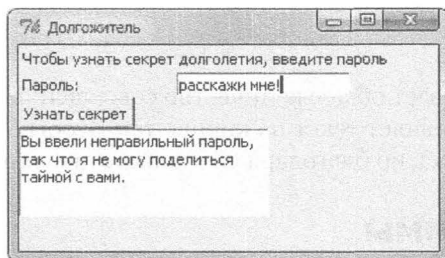 Долгожитель
Чтобы узнать секрет долголетия, введите пароль
Пароль: расскажи мне!
Узнать секрет
Вы ввели неправильный пароль,
так что я не могу поделиться
тайной с вами.